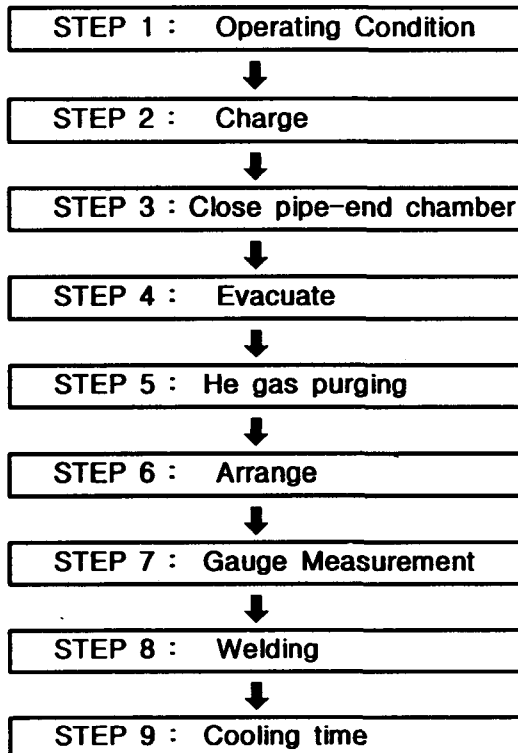 STEP 1 : Operating Condition
STEP 2 : Charge
STEP 3 : Close pipe-end chamber
STEP 4 : Evacuate
STEP 5 : He gas purging
STEP 6 : Arrange
STEP 7 : Gauge Measurement
STEP 8 : Welding
STEP 9 : Cooling time